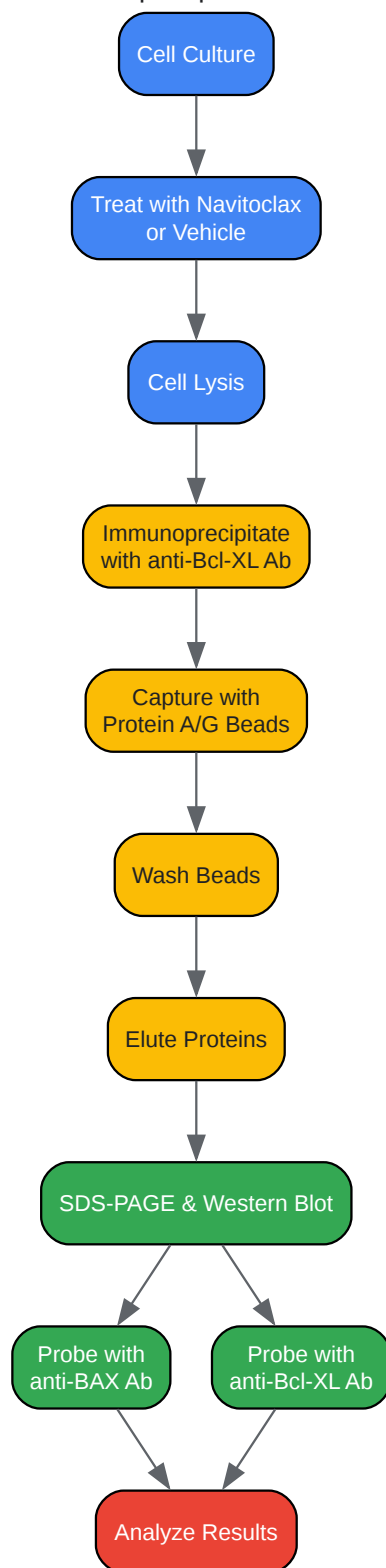 Cell Culture
Treat with Navitoclax
or Vehicle
Cell Lysis
Immunoprecipitate
with anti-Bcl-XL Ab
Capture with
Protein A/G Beads
Wash Beads
Elute Proteins
SDS-PAGE & Western Blot
Probe with
anti-BAX Ab
Probe with
anti-Bcl-XL Ab
Analyze Results